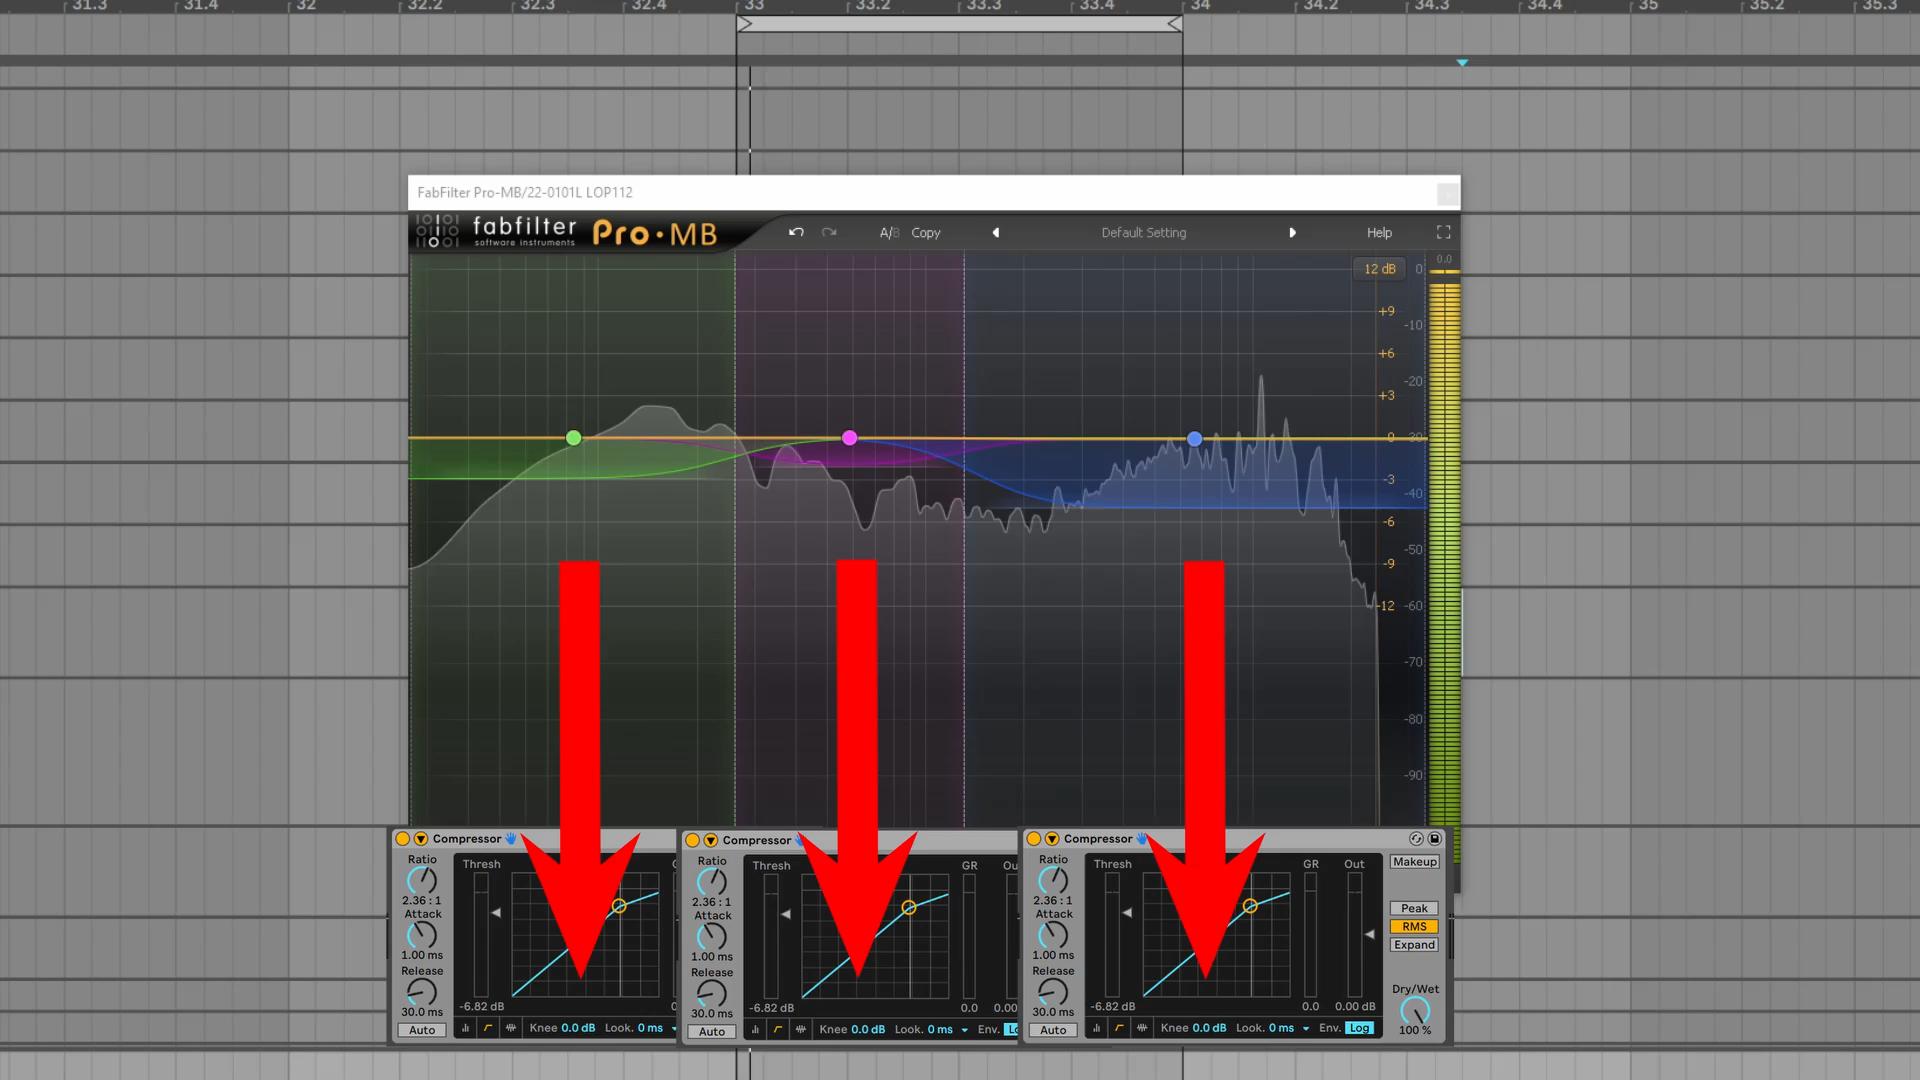 31.3 31.4 32 32.2 32.3 32.4 33 33.2 33.3 33.4 34 34.2 34.3 34.4 35 35.2 35.3
FabFilter Pro-MB/22-0101L LOP112
fabfilter
software instruments
Pro·MB
A/B Copy Default Setting Help
12 dB 0 0.0
+9
-10
+6
-20
+3
0 -30
-3
-40
-6
-50
-9
-12 -60
-70
-80
-90
Compressor
Ratio
2.36 : 1
Attack
1.00 ms
Release
30.0 ms
Auto
Thresh
-6.82 dB
Knee 0.0 dB Look. 0 ms
Compressor
Ratio
2.36 : 1
Attack
1.00 ms
Release
30.0 ms
Auto
Thresh GR Ou
-6.82 dB 0.0 0.00
Knee 0.0 dB Look. 0 ms Env. Lo
Compressor
Ratio
2.36 : 1
Attack
1.00 ms
Release
30.0 ms
Auto
Thresh GR Out
-6.82 dB 0.0 0.00 dB
Knee 0.0 dB Look. 0 ms Env. Log
Makeup
Peak
RMS
Expand
Dry/Wet
100 %